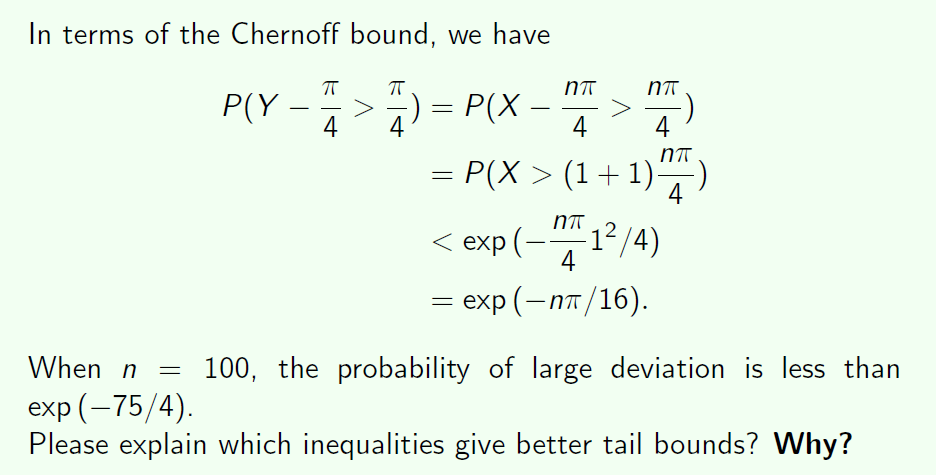 In terms of the Chernoff bound, we have
P(Y − π/4 > π/4) = P(X − nπ/4 > nπ/4)
= P(X > (1 + 1)nπ/4)
< exp (−nπ/4 1²/4)
= exp (−nπ/16).
When n = 100, the probability of large deviation is less than
exp (−75/4).
Please explain which inequalities give better tail bounds? Why?